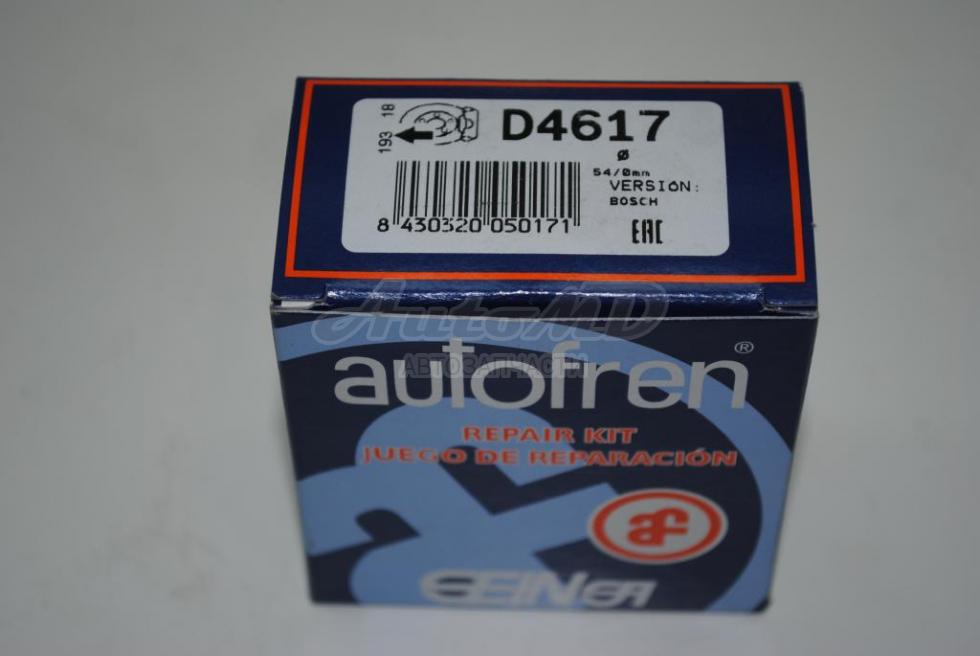 193 18
D4617
Ø
54/0mm
VERSIÓN:
BOSCH
8 430320 050171
EAC
AutoMD
АВТОЗАПЧАСТИ
autofren®
REPAIR KIT
JUEGO DE REPARACIÓN
af
SEINSA